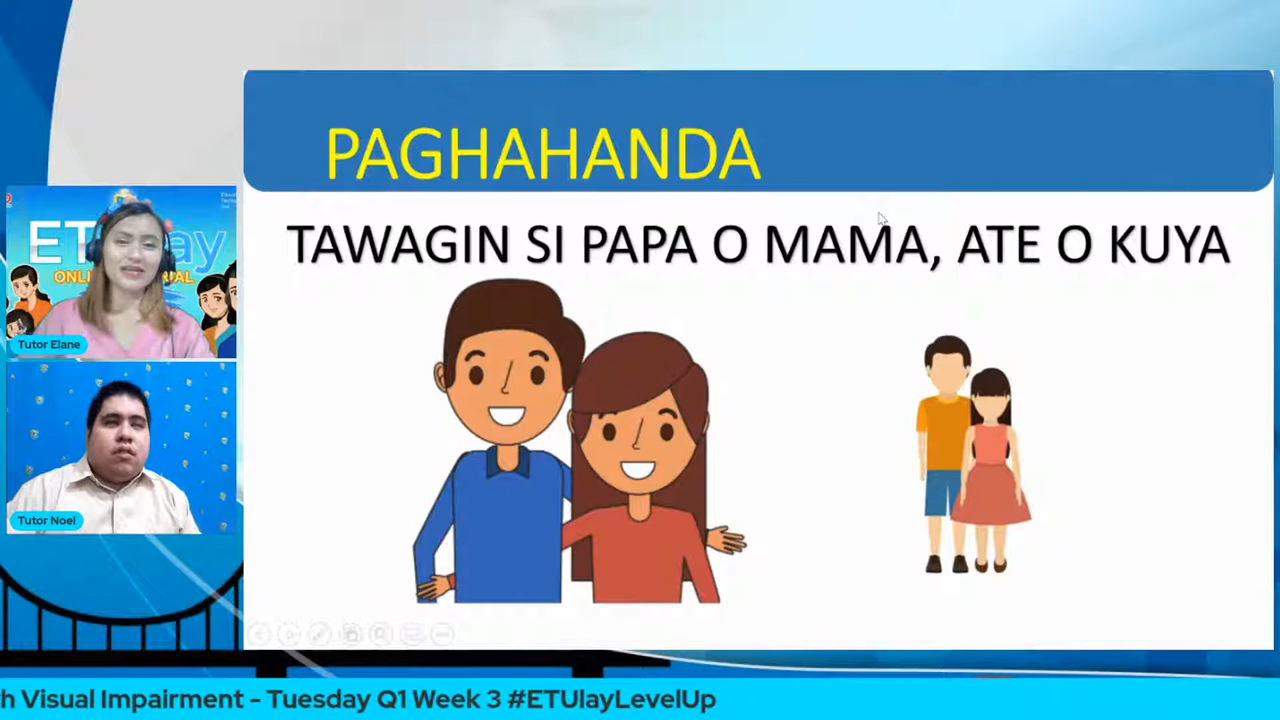 PAGHAHANDA
TAWAGIN SI PAPA O MAMA, ATE O KUYA
Tutor Elane
Tutor Noel
h Visual Impairment - Tuesday Q1 Week 3 #ETUlayLevelUp